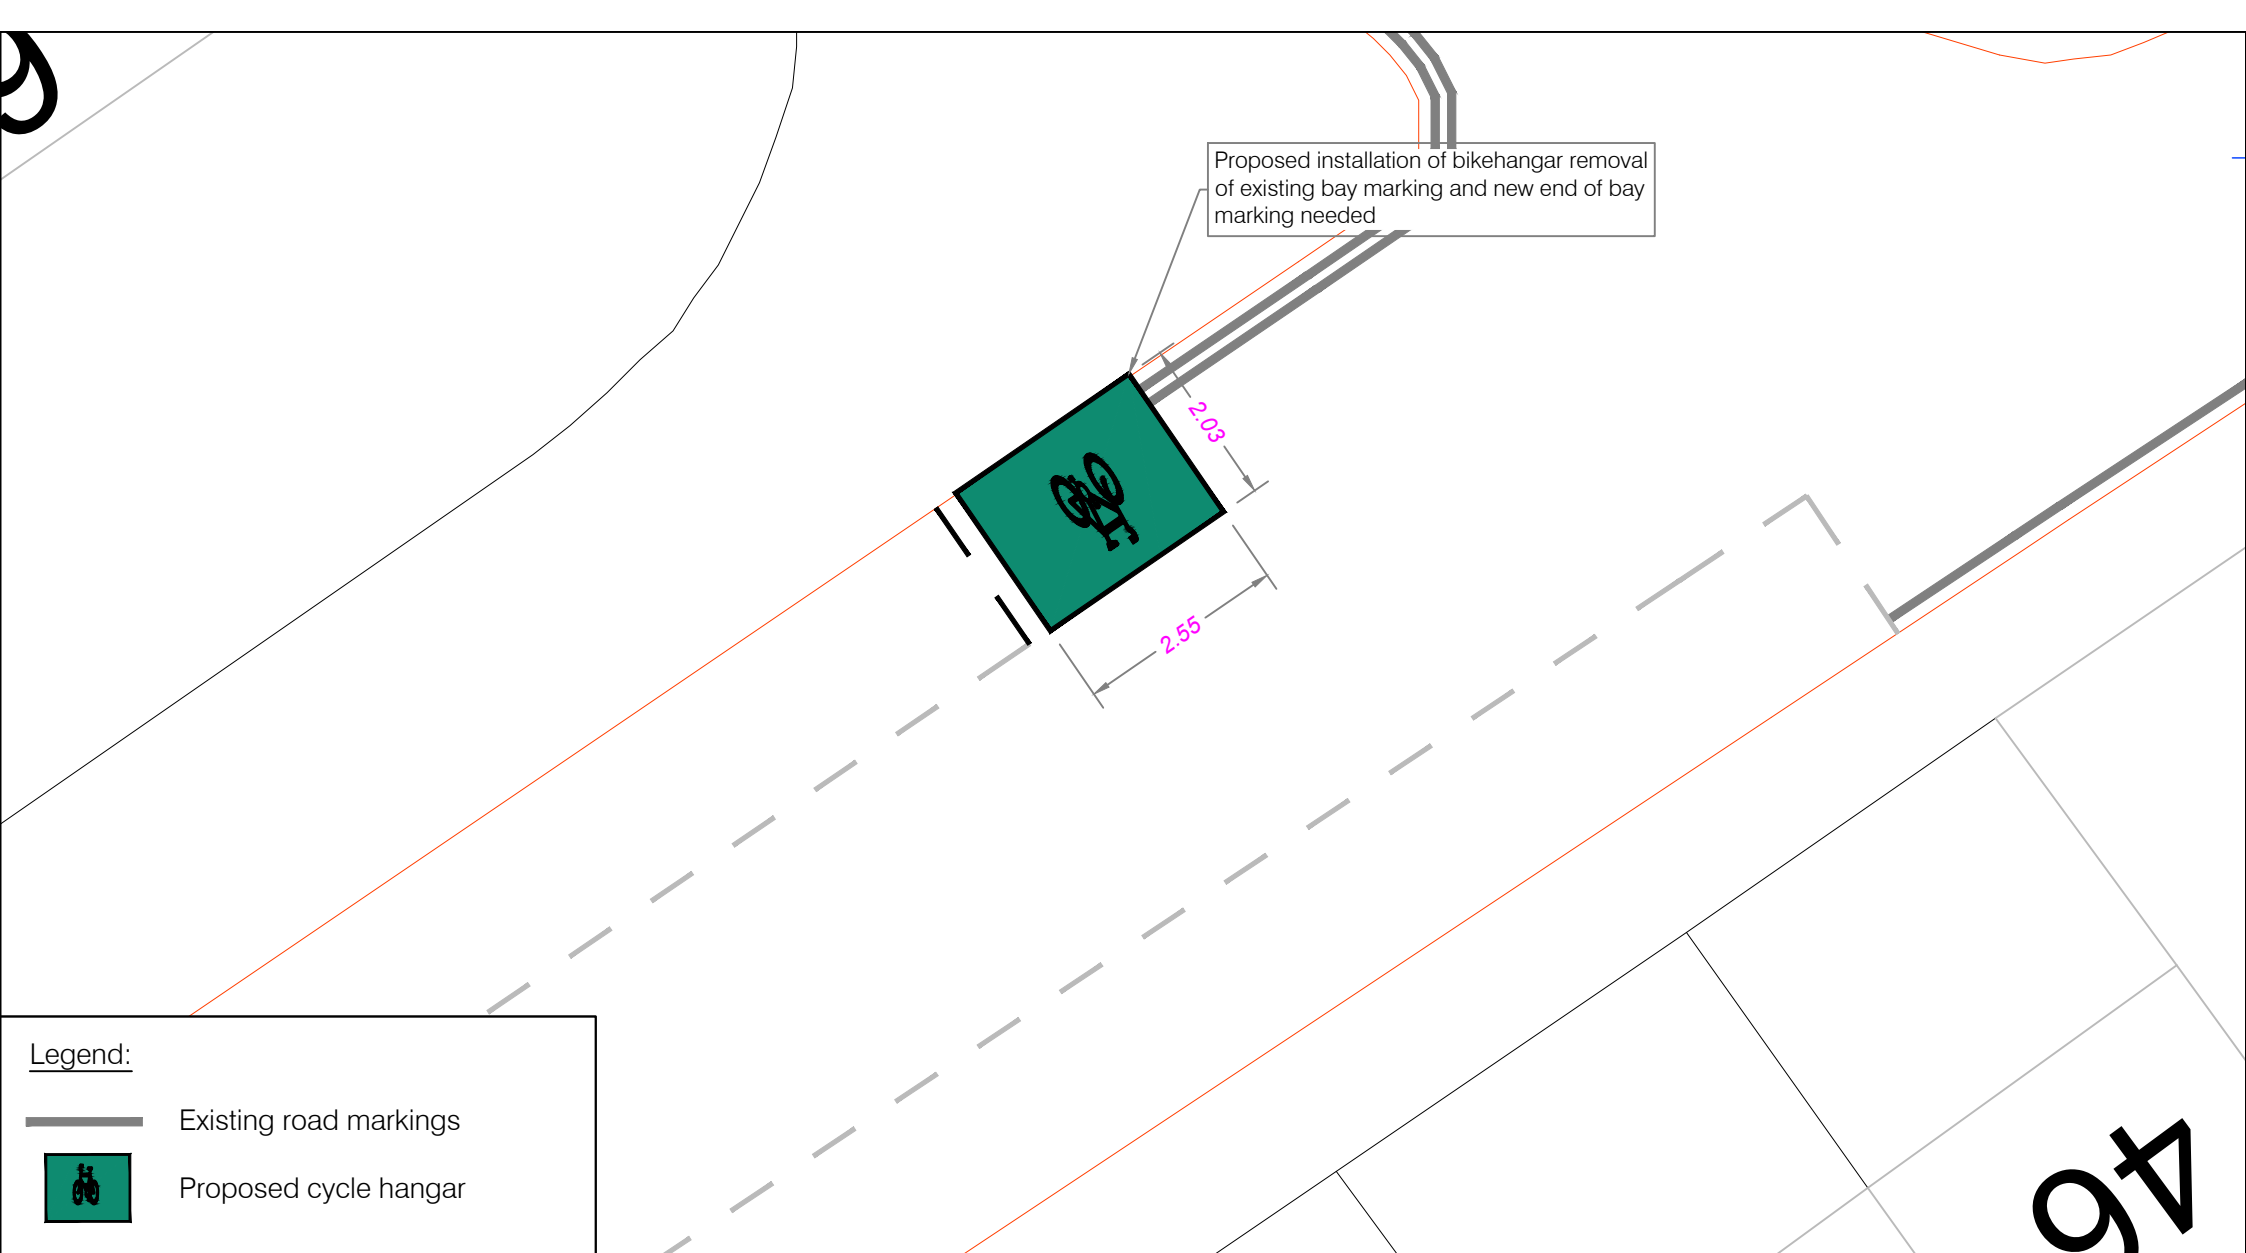 Proposed installation of bikehangar removal
of existing bay marking and new end of bay
marking needed
2.03
2.55
Legend:
Existing road markings
Proposed cycle hangar
46